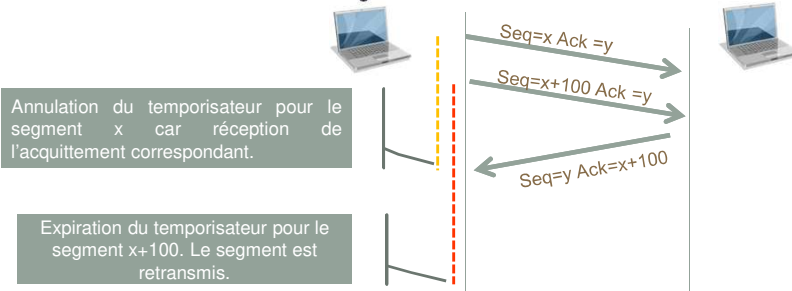 Seq=x Ack =y
Seq=x+100 Ack =y
Annulation du temporisateur pour le
segment x car réception de
l'acquittement correspondant.
Seq=y Ack=x+100
Expiration du temporisateur pour le
segment x+100. Le segment est
retransmis.